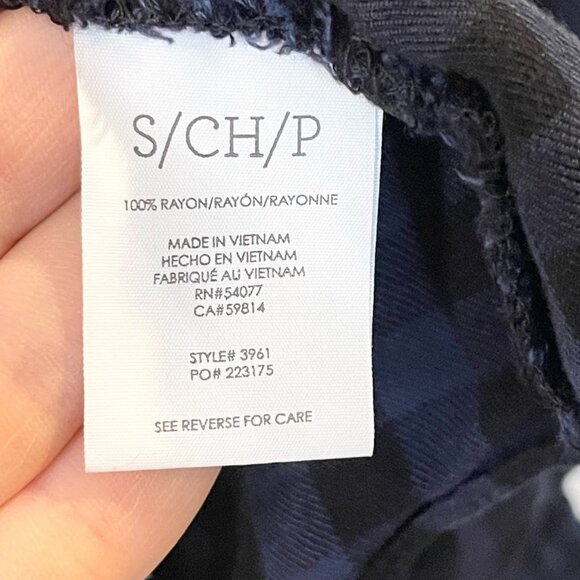 S/CH/P
100% RAYON/RAYÓN/RAYONNE
MADE IN VIETNAM
HECHO EN VIETNAM
FABRIQUÉ AU VIETNAM
RN#54077
CA#59814
STYLE# 3961
PO# 223175
SEE REVERSE FOR CARE